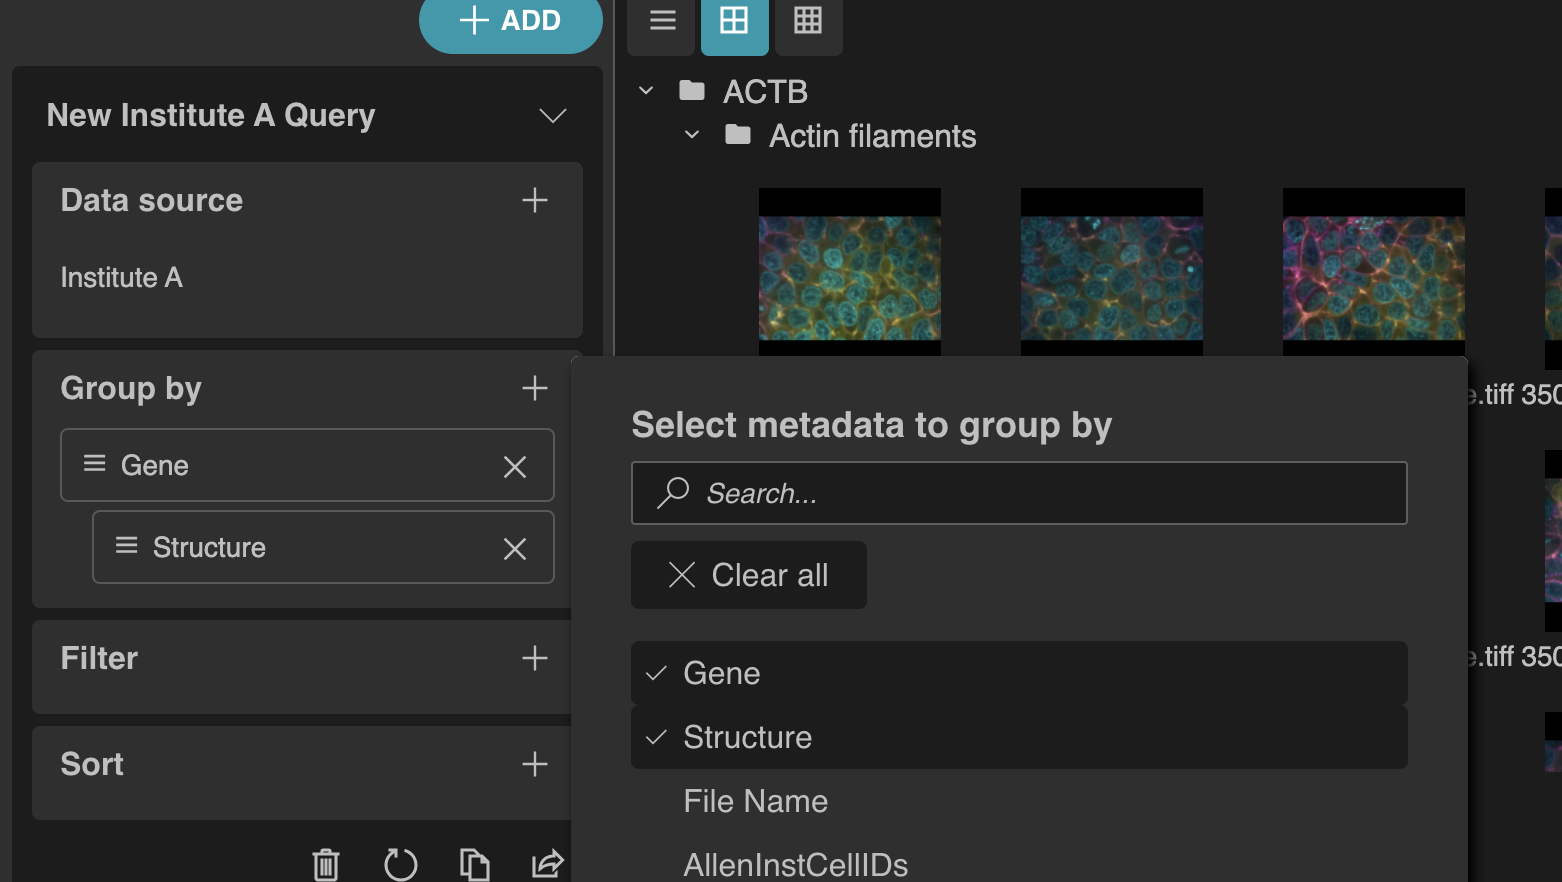 ADD
New Institute A Query
Data source
Institute A
Group by
Gene
Structure
Filter
Sort
ACTB
Actin filaments
e.tiff 350
e.tiff 350
Select metadata to group by
Search...
Clear all
Gene
Structure
File Name
AllenInstCellIDs